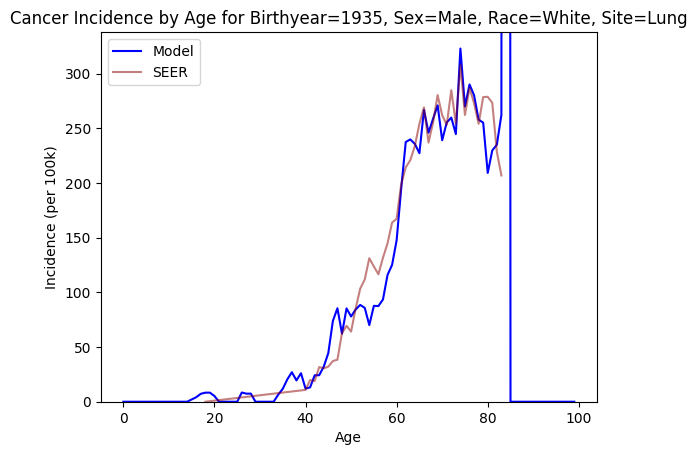 Cancer Incidence by Age for Birthyear=1935, Sex=Male, Race=White, Site=Lung
Model
SEER
300
250
200
150
100
50
0
Incidence (per 100k)
0 20 40 60 80 100
Age